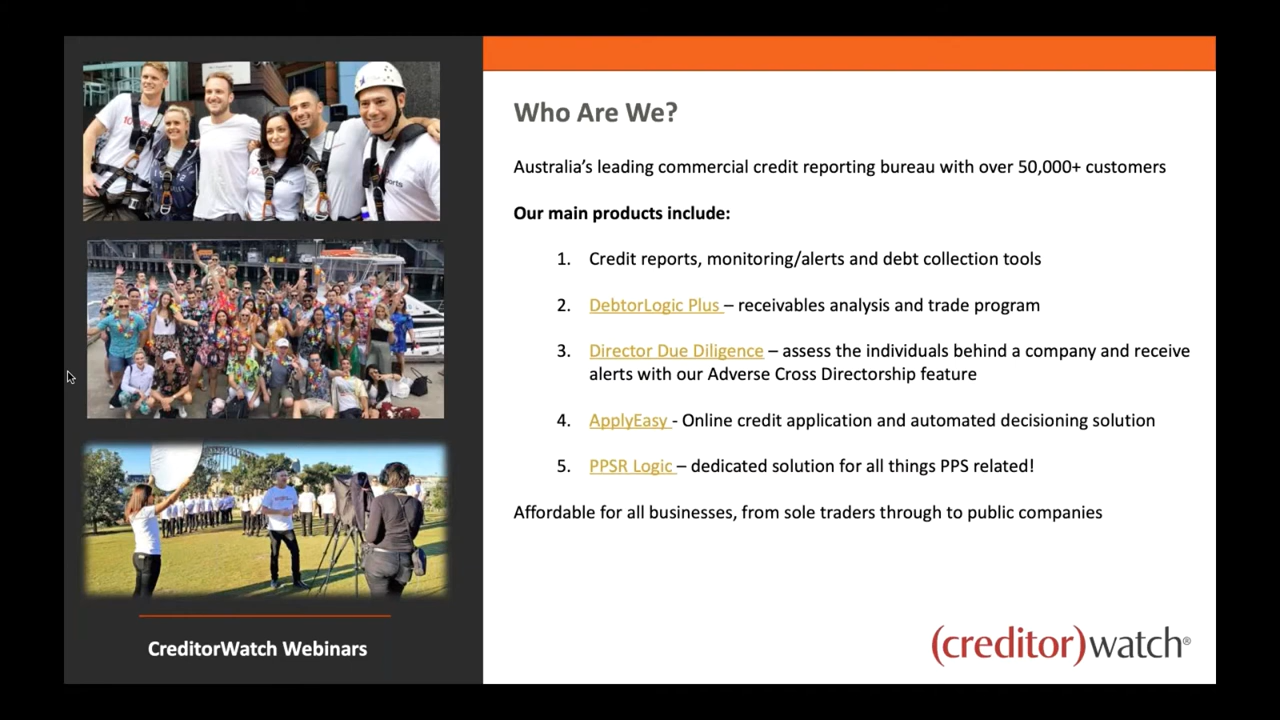 Who Are We?
Australia's leading commercial credit reporting bureau with over 50,000+ customers
Our main products include:
1. Credit reports, monitoring/alerts and debt collection tools
2. DebtorLogic Plus – receivables analysis and trade program
3. Director Due Diligence – assess the individuals behind a company and receive
alerts with our Adverse Cross Directorship feature
4. ApplyEasy - Online credit application and automated decisioning solution
5. PPSR Logic – dedicated solution for all things PPS related!
Affordable for all businesses, from sole traders through to public companies
CreditorWatch Webinars
(creditor)watch®